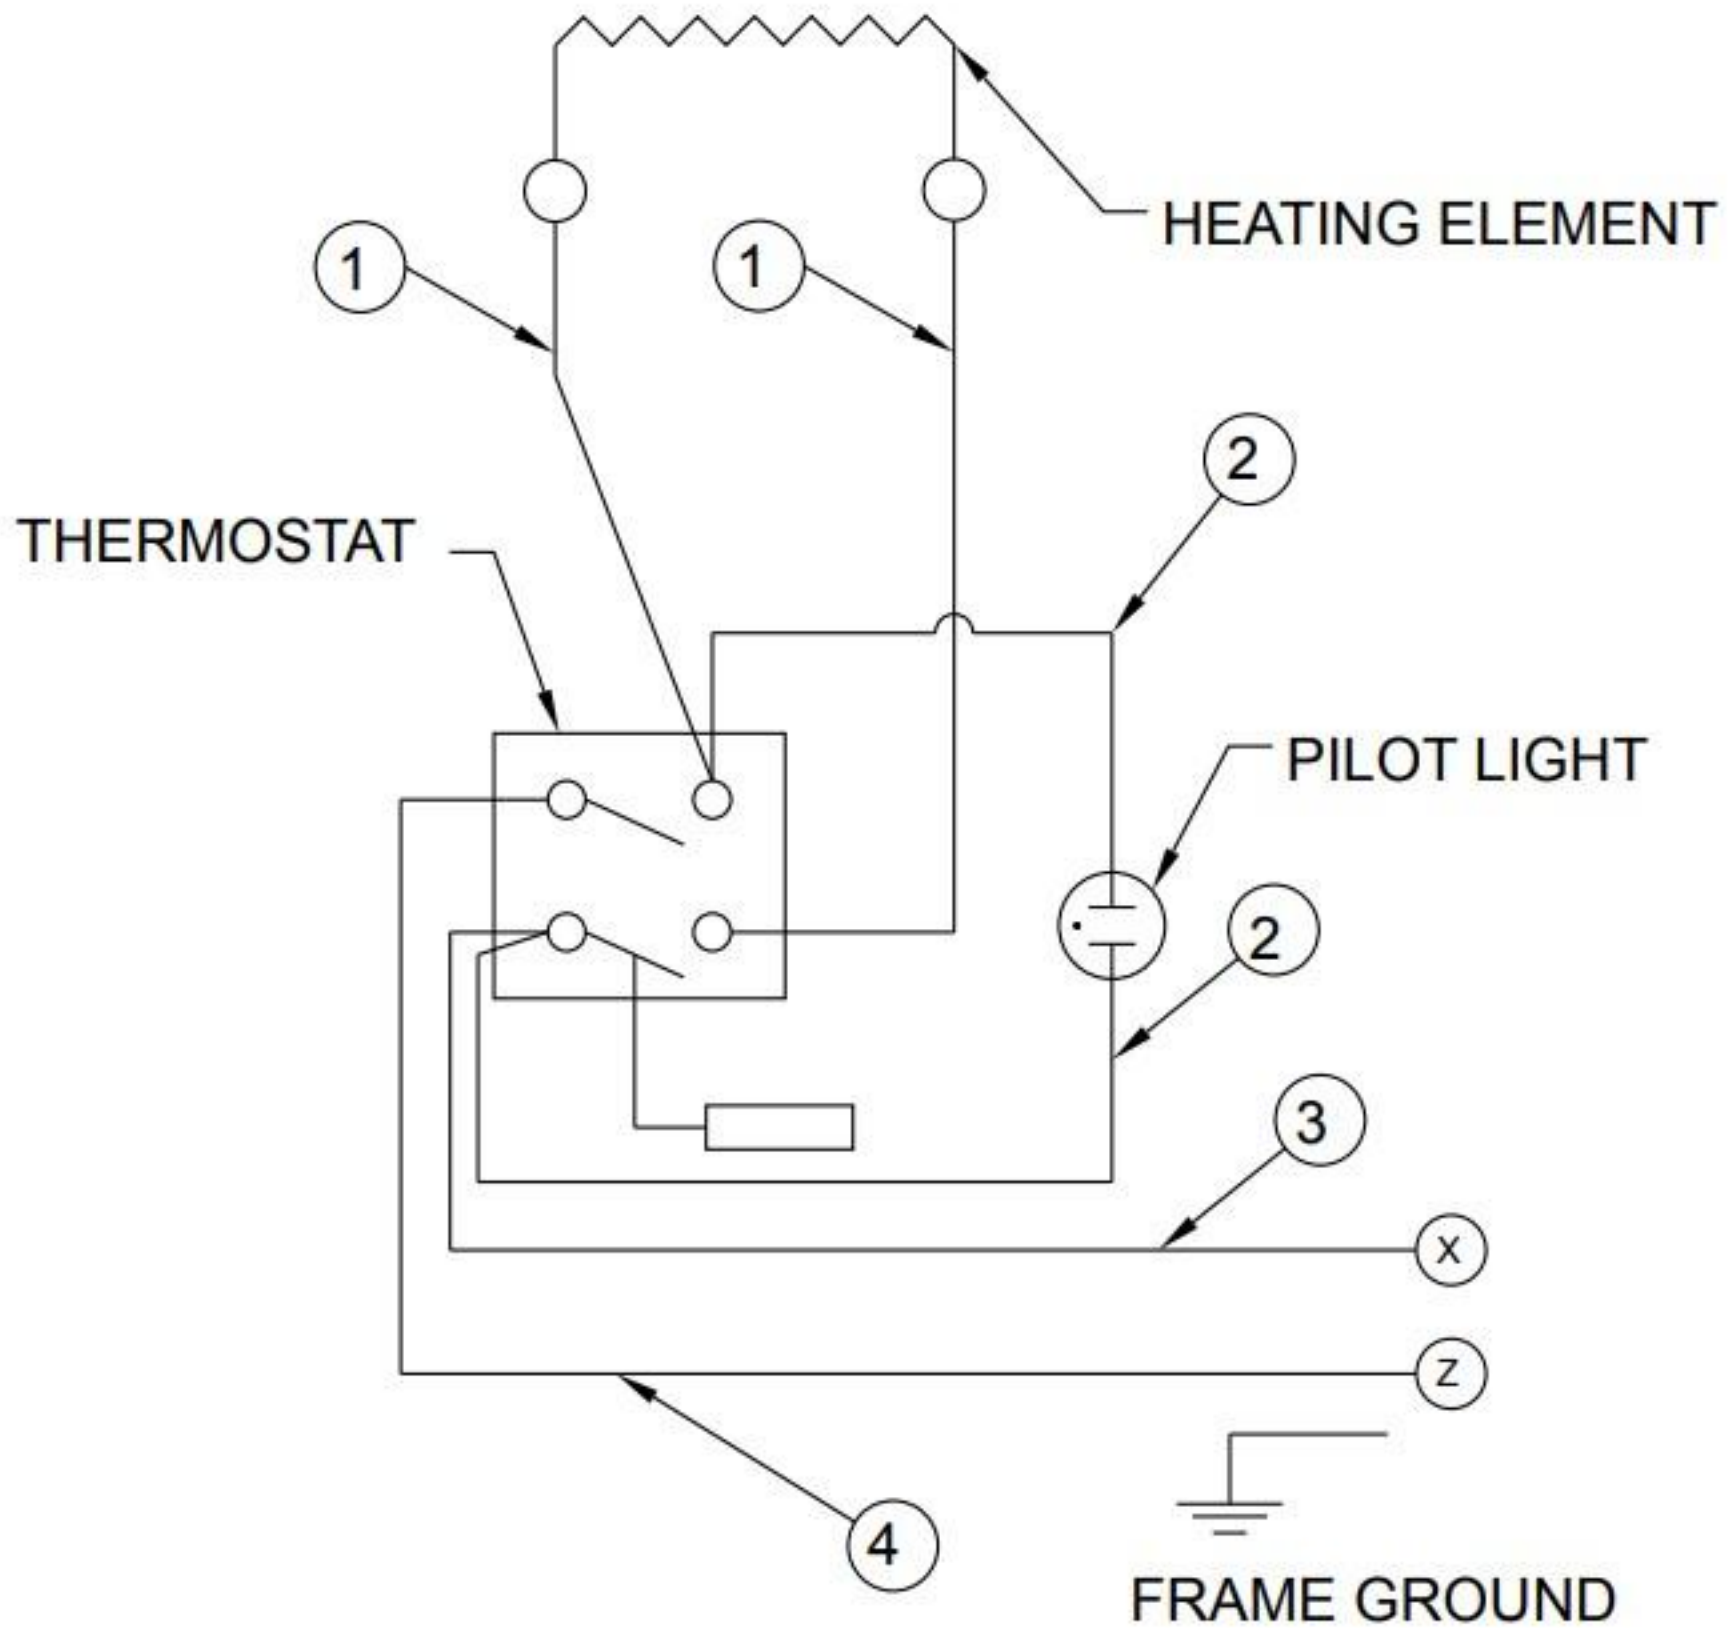 HEATING ELEMENT
1
1
2
THERMOSTAT
PILOT LIGHT
2
3
X
Z
4
FRAME GROUND